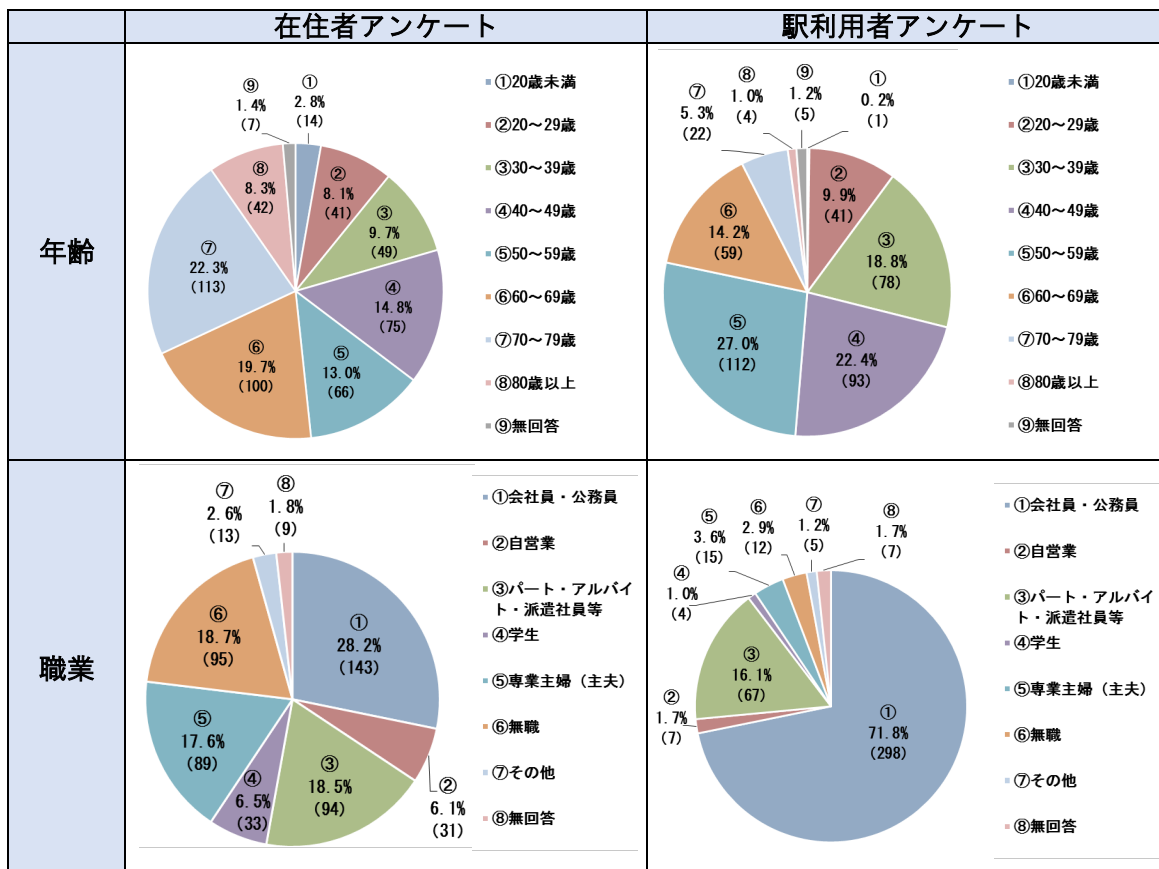 在住者アンケート
駅利用者アンケート
年齢
①
2.8%
(14)
②
8.1%
(41)
③
9.7%
(49)
④
14.8%
(75)
⑤
13.0%
(66)
⑥
19.7%
(100)
⑦
22.3%
(113)
⑧
8.3%
(42)
⑨
1.4%
(7)
①20歳未満
②20～29歳
③30～39歳
④40～49歳
⑤50～59歳
⑥60～69歳
⑦70～79歳
⑧80歳以上
⑨無回答
①
0.2%
(1)
②
9.9%
(41)
③
18.8%
(78)
④
22.4%
(93)
⑤
27.0%
(112)
⑥
14.2%
(59)
⑦
5.3%
(22)
⑧
1.0%
(4)
⑨
1.2%
(5)
①20歳未満
②20～29歳
③30～39歳
④40～49歳
⑤50～59歳
⑥60～69歳
⑦70～79歳
⑧80歳以上
⑨無回答
職業
①
28.2%
(143)
②
6.1%
(31)
③
18.5%
(94)
④
6.5%
(33)
⑤
17.6%
(89)
⑥
18.7%
(95)
⑦
2.6%
(13)
⑧
1.8%
(9)
①会社員・公務員
②自営業
③パート・アルバイ
ト・派遣社員等
④学生
⑤専業主婦（主夫）
⑥無職
⑦その他
⑧無回答
①
71.8%
(298)
②
1.7%
(7)
③
16.1%
(67)
④
1.0%
(4)
⑤
3.6%
(15)
⑥
2.9%
(12)
⑦
1.2%
(5)
⑧
1.7%
(7)
①会社員・公務員
②自営業
③パート・アルバイ
ト・派遣社員等
④学生
⑤専業主婦（主夫）
⑥無職
⑦その他
⑧無回答